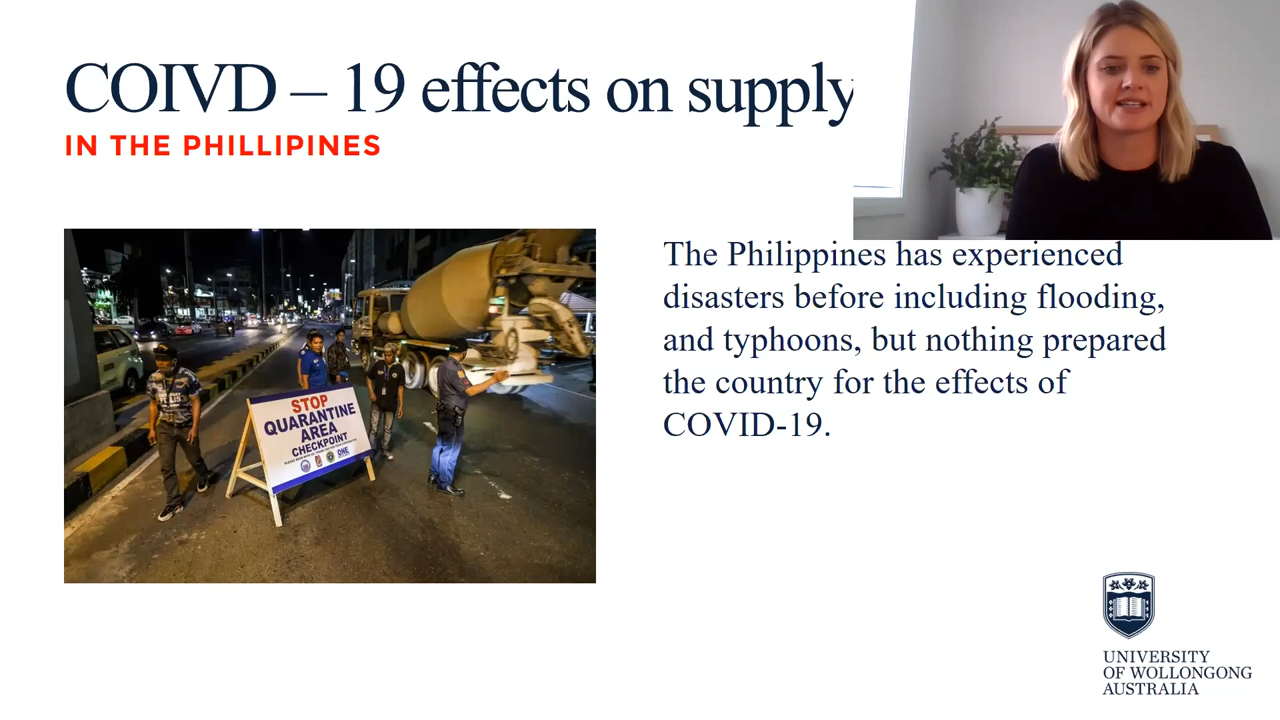 COIVD – 19 effects on supply
IN THE PHILLIPINES
The Philippines has experienced
disasters before including flooding,
and typhoons, but nothing prepared
the country for the effects of
COVID-19.
STOP
QUARANTINE
AREA
CHECKPOINT
UNIVERSITY
OF WOLLONGONG
AUSTRALIA